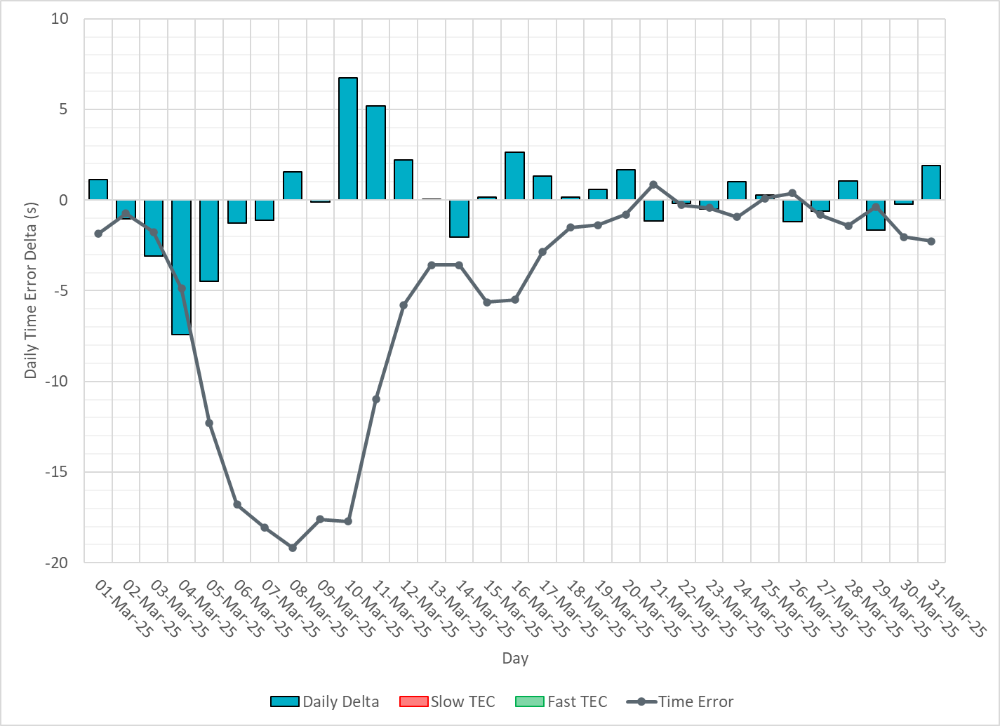 10
5
0
-5
-10
-15
-20
Daily Time Error Delta (s)
01-Mar-25
02-Mar-25
03-Mar-25
04-Mar-25
05-Mar-25
06-Mar-25
07-Mar-25
08-Mar-25
09-Mar-25
10-Mar-25
11-Mar-25
12-Mar-25
13-Mar-25
14-Mar-25
15-Mar-25
16-Mar-25
17-Mar-25
18-Mar-25
19-Mar-25
20-Mar-25
21-Mar-25
22-Mar-25
23-Mar-25
24-Mar-25
25-Mar-25
26-Mar-25
27-Mar-25
28-Mar-25
29-Mar-25
30-Mar-25
31-Mar-25
Day
Daily Delta Slow TEC Fast TEC Time Error